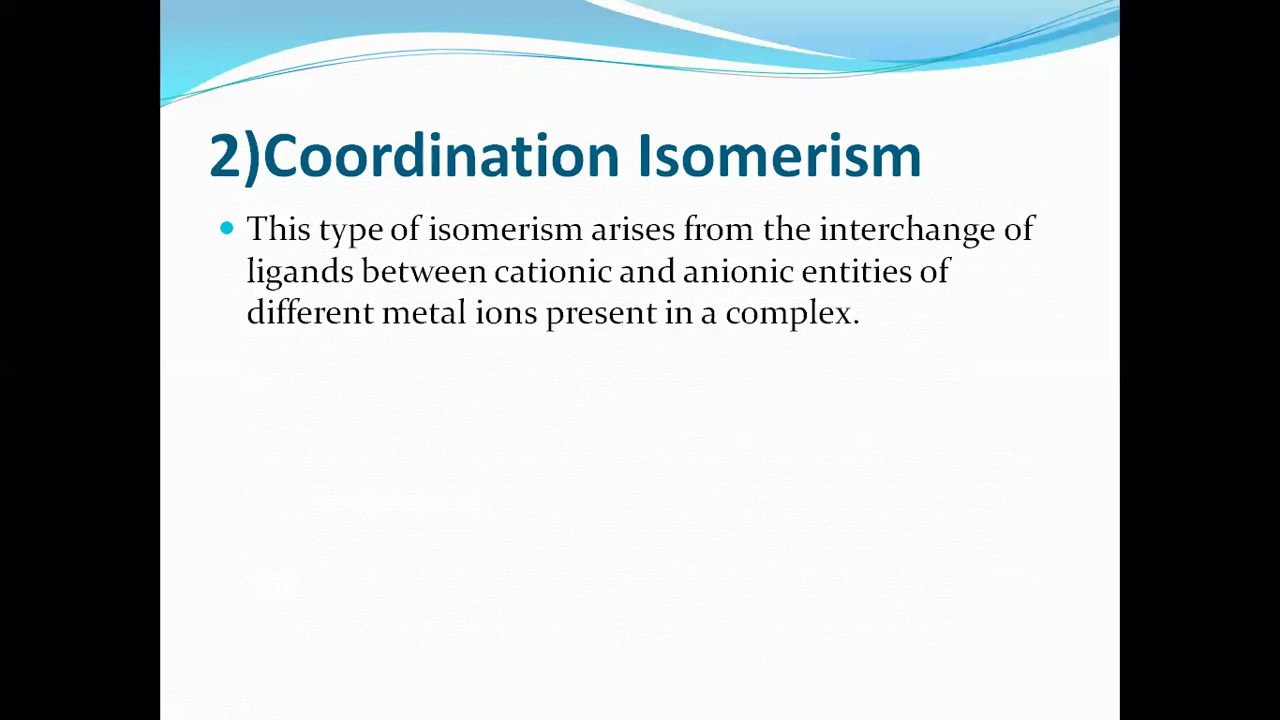 2)Coordination Isomerism
• This type of isomerism arises from the interchange of
ligands between cationic and anionic entities of
different metal ions present in a complex.